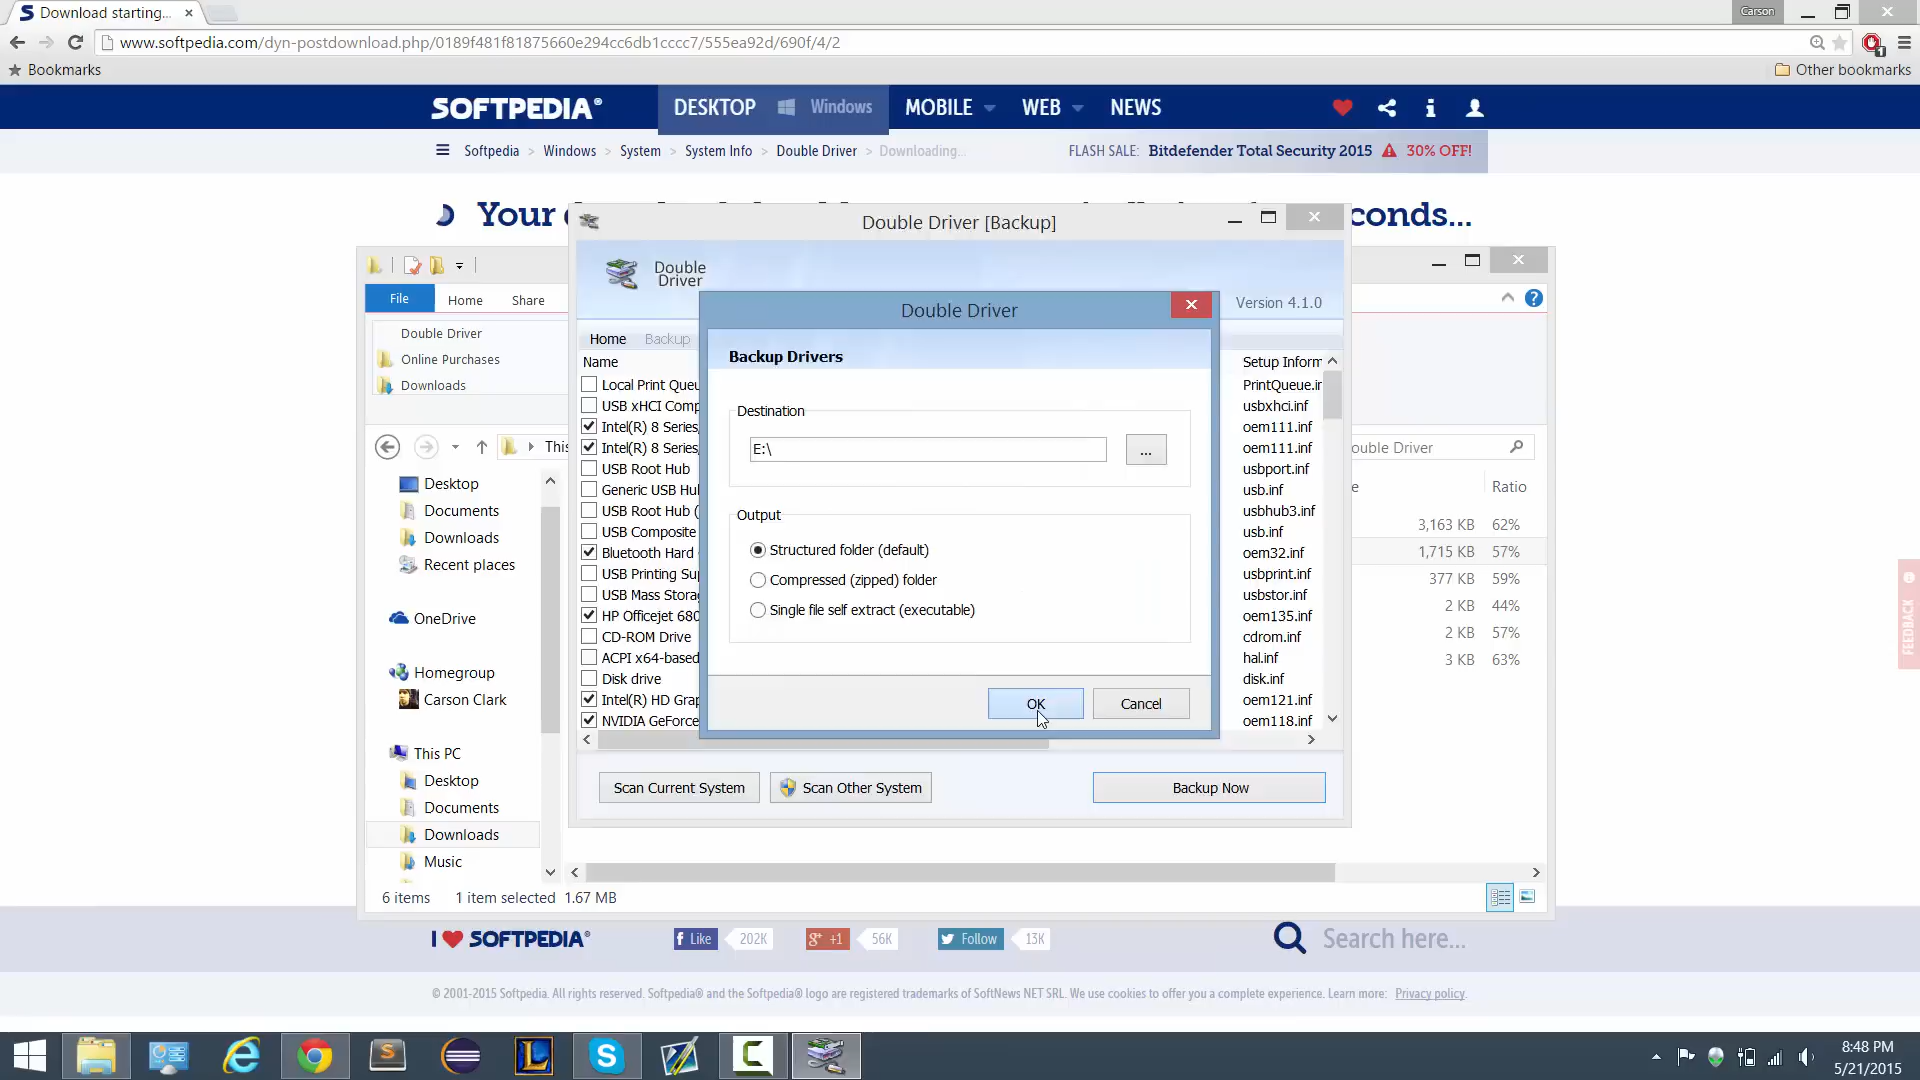 Download starting...
Carson
www.softpedia.com/dyn-postdownload.php/0189f481f81875660e294cc6db1cccc7/555ea92d/690f/4/2
1
Bookmarks
Other bookmarks
SOFTPEDIA®
DESKTOP
Windows
MOBILE
WEB
NEWS
Softpedia > Windows > System > System Info > Double Driver > Downloading...
FLASH SALE: Bitdefender Total Security 2015 30% OFF!
Your
conds...
Double Driver [Backup]
Double
Driver
Version 4.1.0
File
Home
Share
Double Driver
Online Purchases
Downloads
Home
Backup
Name
Setup Inform
Local Print Queu
PrintQueue.ir
USB xHCI Comp
usbxhci.inf
Intel(R) 8 Series,
oem111.inf
Intel(R) 8 Series,
oem111.inf
USB Root Hub
usbport.inf
Generic USB Hul
usb.inf
USB Root Hub (
usbhub3.inf
USB Composite
usb.inf
Bluetooth Hard
oem32.inf
USB Printing Sup
usbprint.inf
USB Mass Storag
usbstor.inf
HP Officejet 680
oem135.inf
CD-ROM Drive
cdrom.inf
ACPI x64-based
hal.inf
Disk drive
disk.inf
Intel(R) HD Grap
oem121.inf
NVIDIA GeForce
oem118.inf
Scan Current System
Scan Other System
Backup Now
Double Driver
Backup Drivers
Destination
E:\
...
Output
Structured folder (default)
Compressed (zipped) folder
Single file self extract (executable)
OK
Cancel
This
ouble Driver
e
Ratio
3,163 KB 62%
1,715 KB 57%
377 KB 59%
2 KB 44%
2 KB 57%
3 KB 63%
Desktop
Documents
Downloads
Recent places
OneDrive
Homegroup
Carson Clark
This PC
Desktop
Documents
Downloads
Music
6 items
1 item selected 1.67 MB
FEEDBACK
I SOFTPEDIA®
Like
202K
+1
56K
Follow
13K
Search here...
© 2001-2015 Softpedia. All rights reserved. Softpedia® and the Softpedia® logo are registered trademarks of SoftNews NET SRL. We use cookies to offer you a complete experience. Learn more: Privacy policy.
8:48 PM
5/21/2015